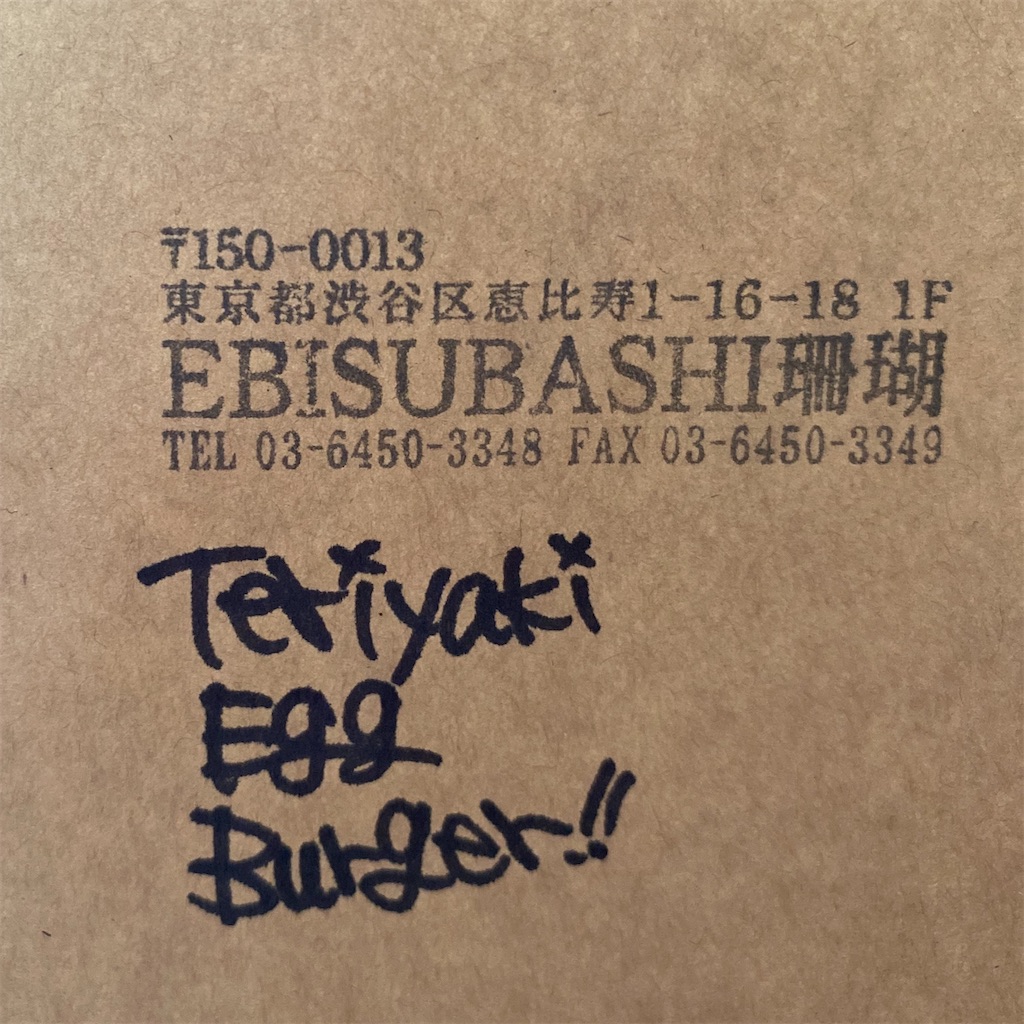 〒150-0013
東京都渋谷区恵比寿1-16-18 1F
EBISUBASHI珊瑚
TEL 03-6450-3348 FAX 03-6450-3349
Teriyaki
Egg
Burger!!